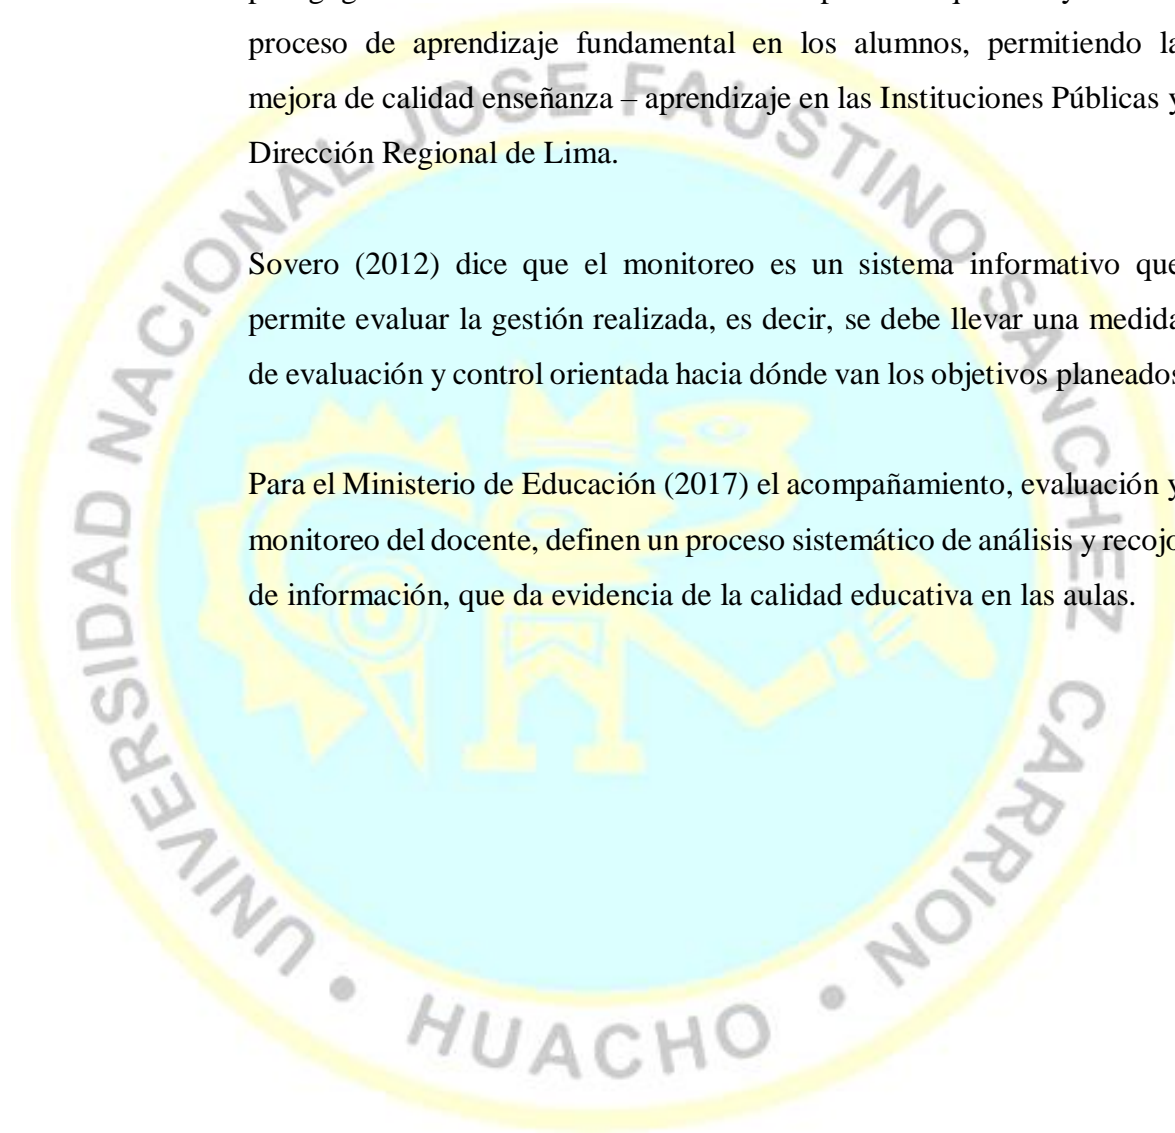 proceso de aprendizaje fundamental en los alumnos, permitiendo la
mejora de calidad enseñanza – aprendizaje en las Instituciones Públicas y
Dirección Regional de Lima.
Sovero (2012) dice que el monitoreo es un sistema informativo que
permite evaluar la gestión realizada, es decir, se debe llevar una medida
de evaluación y control orientada hacia dónde van los objetivos planeados
Para el Ministerio de Educación (2017) el acompañamiento, evaluación y
monitoreo del docente, definen un proceso sistemático de análisis y recojo
de información, que da evidencia de la calidad educativa en las aulas.
UNIVERSIDAD NACIONAL JOSE FAUSTINO SANCHEZ CARRION
• HUACHO •